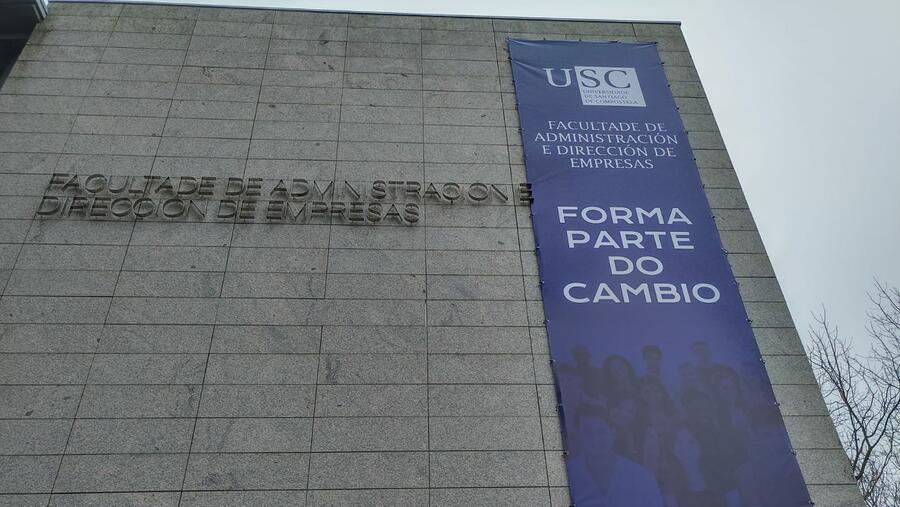 FACULTADE DE ADMINISTRACIÓN E
DIRECCIÓN DE EMPRESAS
USC
UNIVERSIDADE
DE SANTIAGO
DE COMPOSTELA
FACULTADE DE
ADMINISTRACIÓN
E DIRECCIÓN DE
EMPRESAS
FORMA
PARTE
DO
CAMBIO